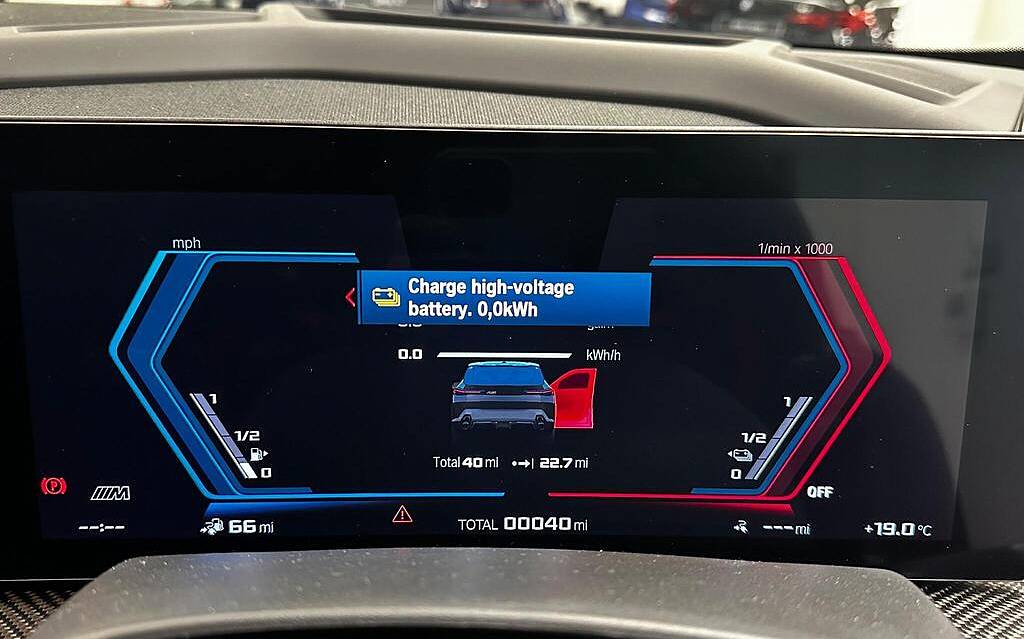 mph
1/min x 1000
Charge high-voltage
battery. 0,0kWh
0.0 kWh/h
1
1
1/2
1/2
0
0
Total 40 mi 22.7 mi
P
M
OFF
--:--
66 mi
TOTAL 00040 mi
---mi
+19.0 °C